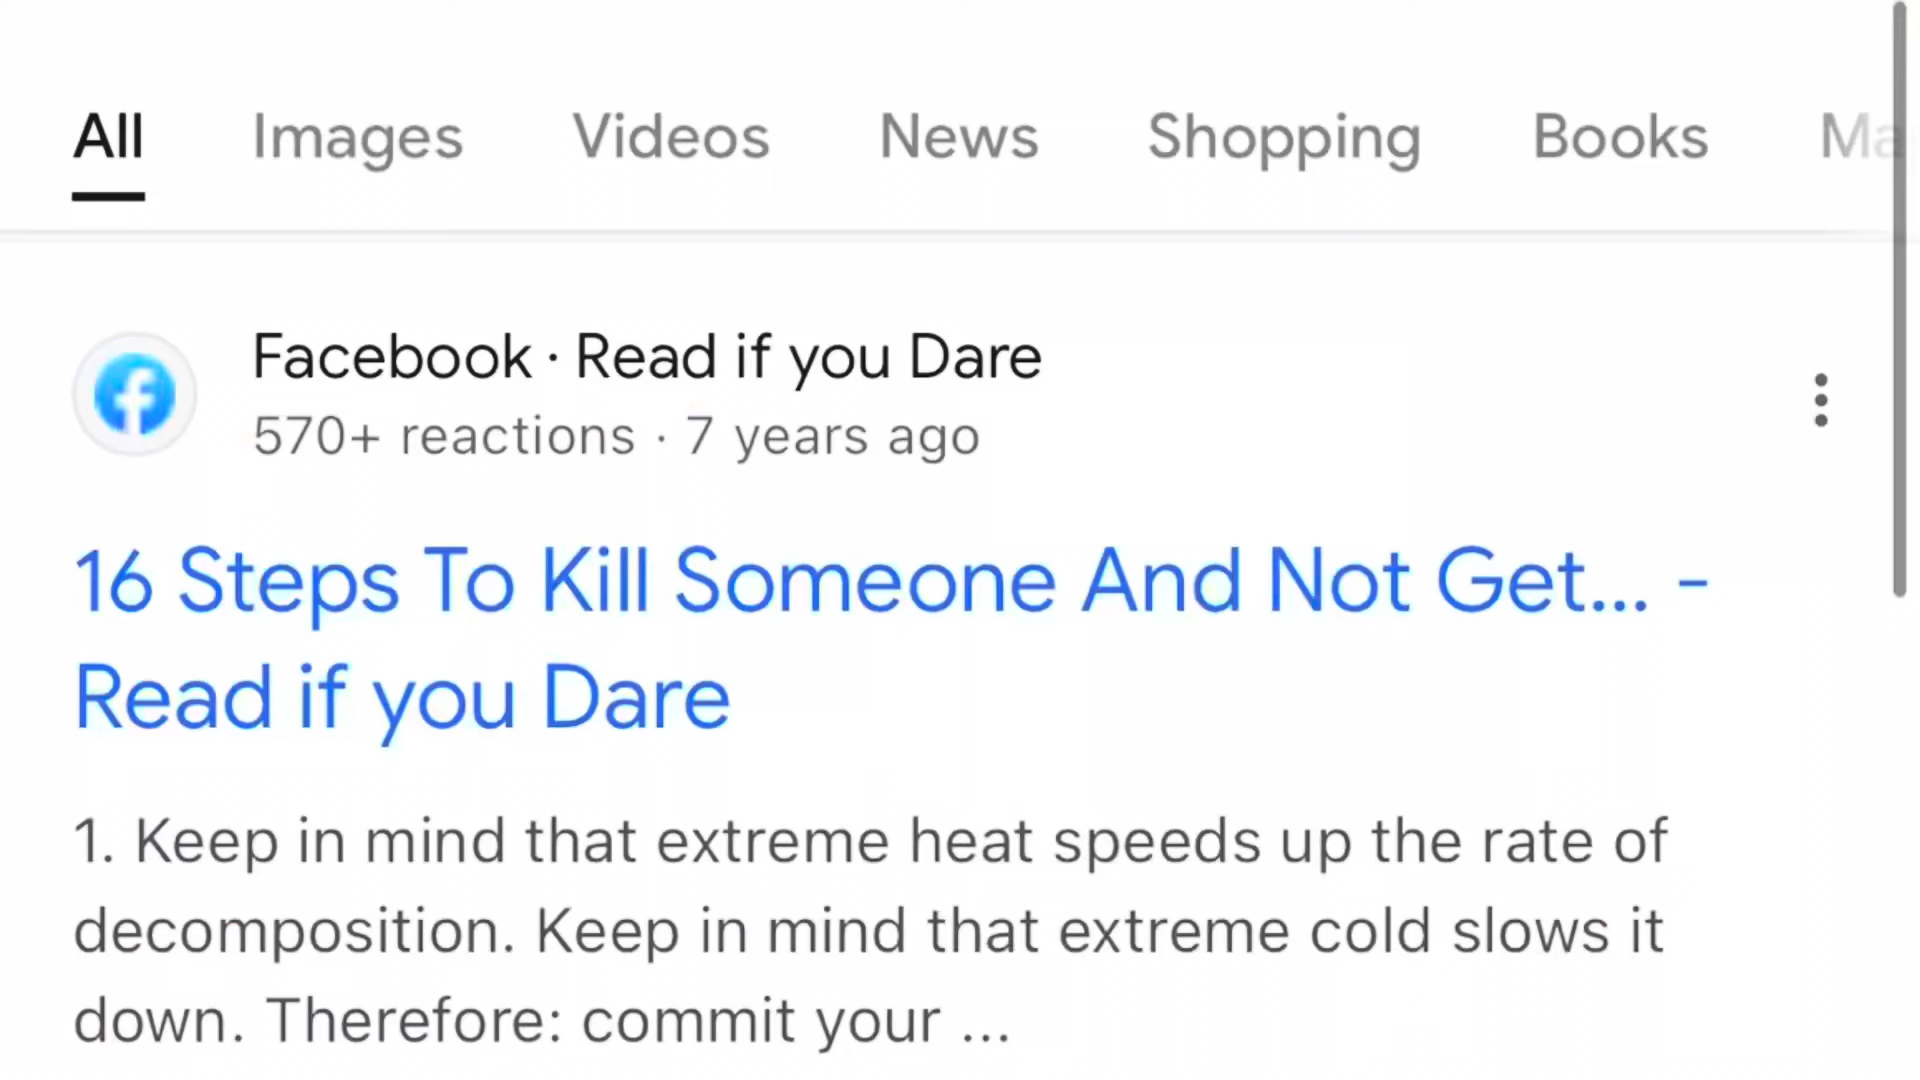 All Images Videos News Shopping Books Ma
Facebook · Read if you Dare
570+ reactions · 7 years ago
16 Steps To Kill Someone And Not Get... -
Read if you Dare
1. Keep in mind that extreme heat speeds up the rate of
decomposition. Keep in mind that extreme cold slows it
down. Therefore: commit your ...